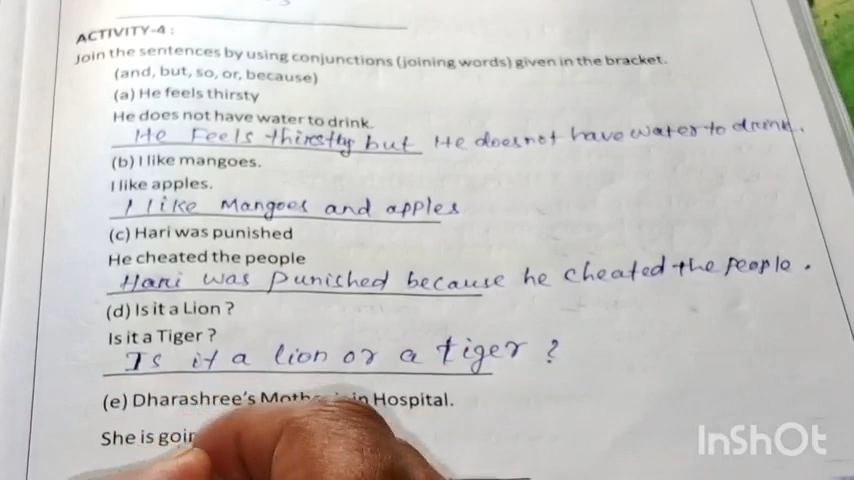 ACTIVITY-4 :
Join the sentences by using conjunctions (joining words) given in the bracket.
(and, but, so, or, because)
(a) He feels thirsty
He does not have water to drink.
He Feels thirstly but He does not have water to drink.
(b) I like mangoes.
I like apples.
I like Mangoes and apples
(c) Hari was punished
He cheated the people
Hari was Punished because he cheated the people.
(d) Is it a Lion ?
Is it a Tiger ?
Is it a lion or a tiger ?
(e) Dharashree's in Hospital.
She is
InShOt